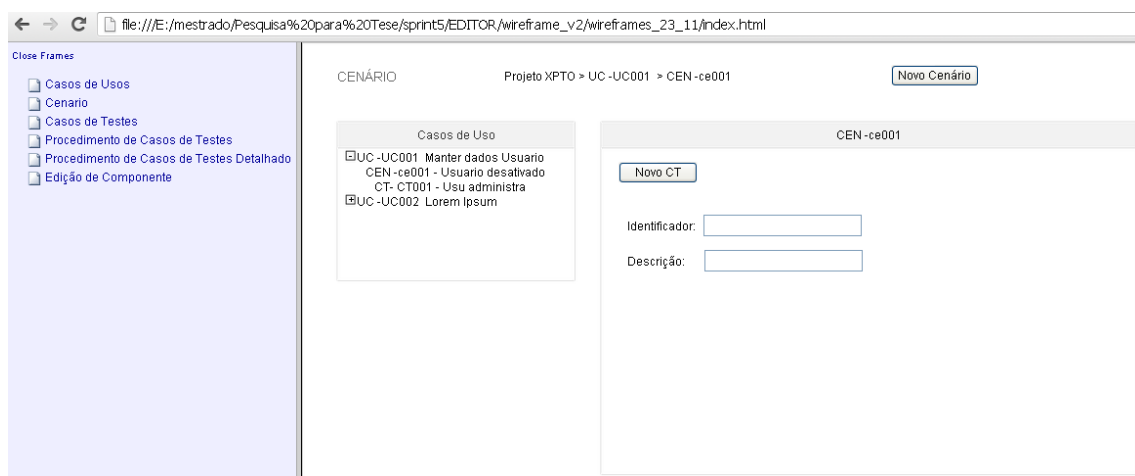 file:///E:/mestrado/Pesquisa%20para%20Tese/sprint5/EDITOR/wireframe_v2/wireframes_23_11/index.html
Close Frames
Casos de Usos
Cenario
Casos de Testes
Procedimento de Casos de Testes
Procedimento de Casos de Testes Detalhado
Edição de Componente
CENÁRIO
Projeto XPTO > UC -UC001 > CEN -ce001
Novo Cenário
Casos de Uso
UC -UC001 Manter dados Usuario
CEN -ce001 - Usuario desativado
CT- CT001 - Usu administra
UC -UC002 Lorem Ipsum
CEN -ce001
Novo CT
Identificador:
Descrição: